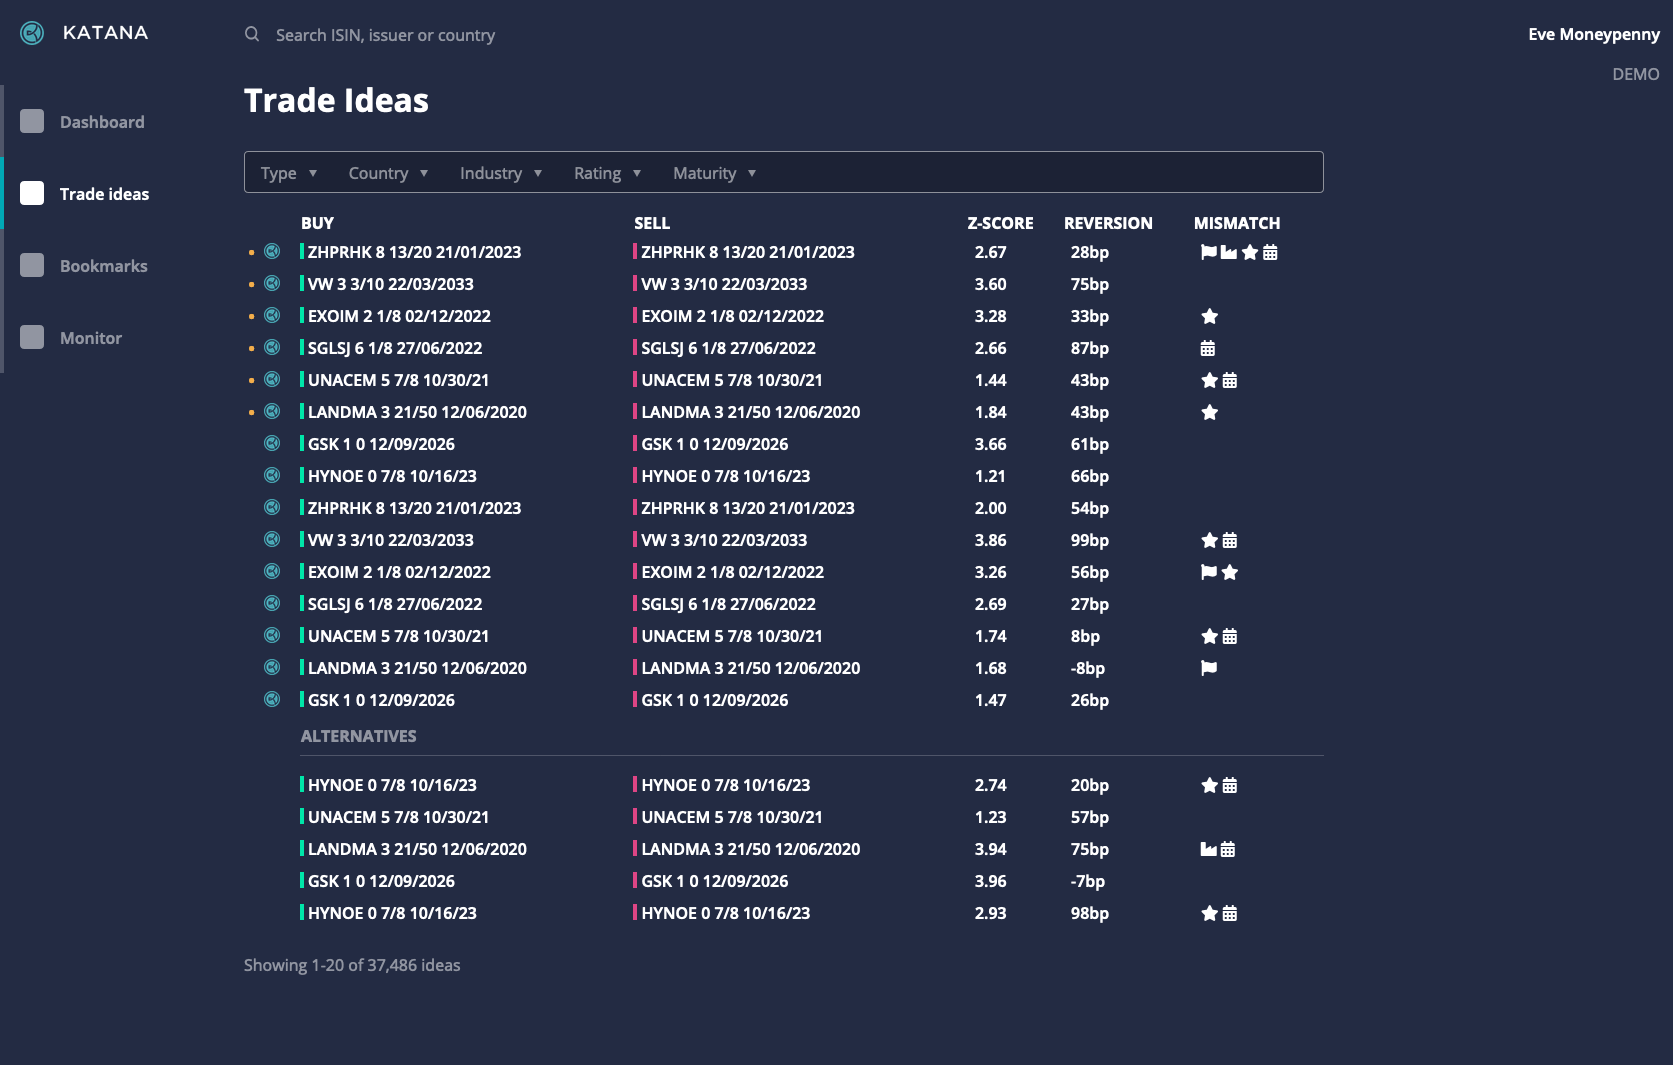 KATANA
Search ISIN, issuer or country
Eve Moneypenny
DEMO
Dashboard
Trade ideas
Bookmarks
Monitor
Trade Ideas
Type Country Industry Rating Maturity
BUY SELL Z-SCORE REVERSION MISMATCH
ZHPRHK 8 13/20 21/01/2023 ZHPRHK 8 13/20 21/01/2023 2.67 28bp
VW 3 3/10 22/03/2033 VW 3 3/10 22/03/2033 3.60 75bp
EXOIM 2 1/8 02/12/2022 EXOIM 2 1/8 02/12/2022 3.28 33bp
SGLSJ 6 1/8 27/06/2022 SGLSJ 6 1/8 27/06/2022 2.66 87bp
UNACEM 5 7/8 10/30/21 UNACEM 5 7/8 10/30/21 1.44 43bp
LANDMA 3 21/50 12/06/2020 LANDMA 3 21/50 12/06/2020 1.84 43bp
GSK 1 0 12/09/2026 GSK 1 0 12/09/2026 3.66 61bp
HYNOE 0 7/8 10/16/23 HYNOE 0 7/8 10/16/23 1.21 66bp
ZHPRHK 8 13/20 21/01/2023 ZHPRHK 8 13/20 21/01/2023 2.00 54bp
VW 3 3/10 22/03/2033 VW 3 3/10 22/03/2033 3.86 99bp
EXOIM 2 1/8 02/12/2022 EXOIM 2 1/8 02/12/2022 3.26 56bp
SGLSJ 6 1/8 27/06/2022 SGLSJ 6 1/8 27/06/2022 2.69 27bp
UNACEM 5 7/8 10/30/21 UNACEM 5 7/8 10/30/21 1.74 8bp
LANDMA 3 21/50 12/06/2020 LANDMA 3 21/50 12/06/2020 1.68 -8bp
GSK 1 0 12/09/2026 GSK 1 0 12/09/2026 1.47 26bp
ALTERNATIVES
HYNOE 0 7/8 10/16/23 HYNOE 0 7/8 10/16/23 2.74 20bp
UNACEM 5 7/8 10/30/21 UNACEM 5 7/8 10/30/21 1.23 57bp
LANDMA 3 21/50 12/06/2020 LANDMA 3 21/50 12/06/2020 3.94 75bp
GSK 1 0 12/09/2026 GSK 1 0 12/09/2026 3.96 -7bp
HYNOE 0 7/8 10/16/23 HYNOE 0 7/8 10/16/23 2.93 98bp
Showing 1-20 of 37,486 ideas